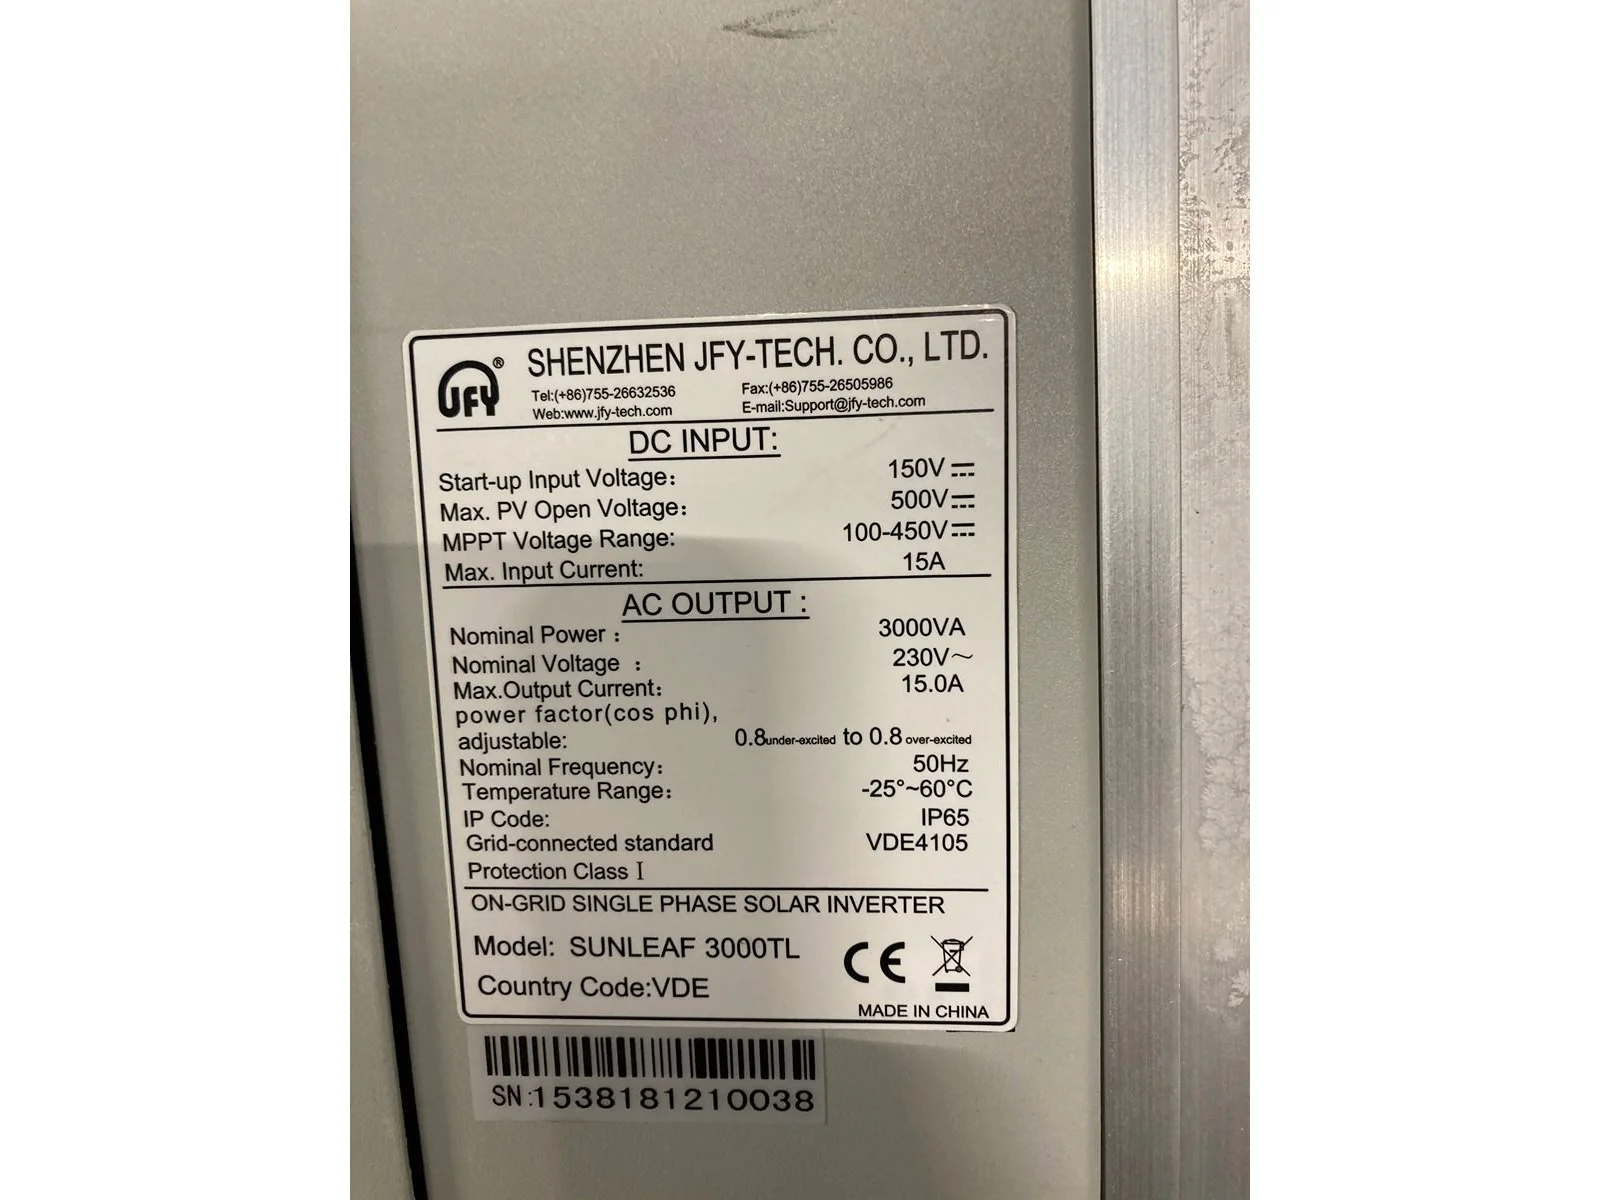 JFY®
SHENZHEN JFY-TECH. CO., LTD.
Tel:(+86)755-26632536 Fax:(+86)755-26505986
Web:www.jfy-tech.com E-mail:Support@jfy-tech.com
DC INPUT:
Start-up Input Voltage: 150V⎓
Max. PV Open Voltage: 500V⎓
MPPT Voltage Range: 100-450V⎓
Max. Input Current: 15A
AC OUTPUT :
Nominal Power : 3000VA
Nominal Voltage : 230V~
Max.Output Current: 15.0A
power factor(cos phi),
adjustable: 0.8under-excited to 0.8 over-excited
Nominal Frequency: 50Hz
Temperature Range: -25°~60°C
IP Code: IP65
Grid-connected standard VDE4105
Protection Class I
ON-GRID SINGLE PHASE SOLAR INVERTER
Model: SUNLEAF 3000TL CE
Country Code:VDE
MADE IN CHINA
SN:1538181210038